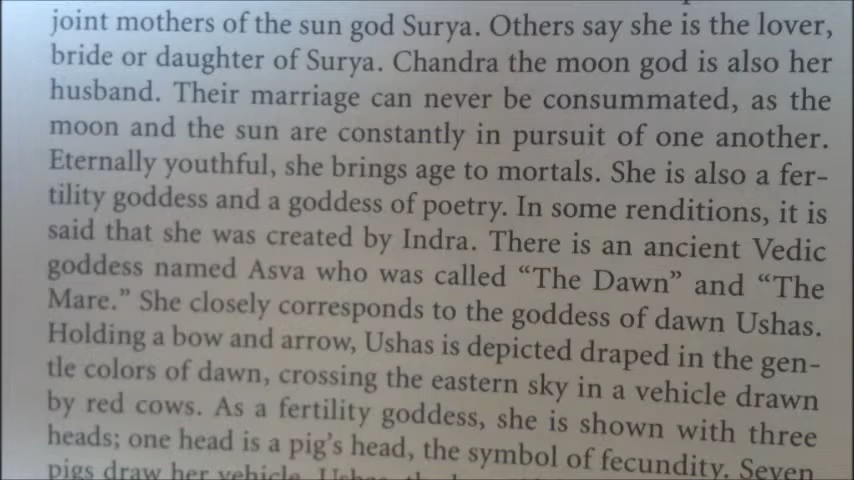 joint mothers of the sun god Surya. Others say she is the lover,
bride or daughter of Surya. Chandra the moon god is also her
husband. Their marriage can never be consummated, as the
moon and the sun are constantly in pursuit of one another.
Eternally youthful, she brings age to mortals. She is also a fer-
tility goddess and a goddess of poetry. In some renditions, it is
said that she was created by Indra. There is an ancient Vedic
goddess named Asva who was called “The Dawn” and “The
Mare.” She closely corresponds to the goddess of dawn Ushas.
Holding a bow and arrow, Ushas is depicted draped in the gen-
tle colors of dawn, crossing the eastern sky in a vehicle drawn
by red cows. As a fertility goddess, she is shown with three
heads; one head is a pig’s head, the symbol of fecundity. Seven
pigs draw her vehicle.